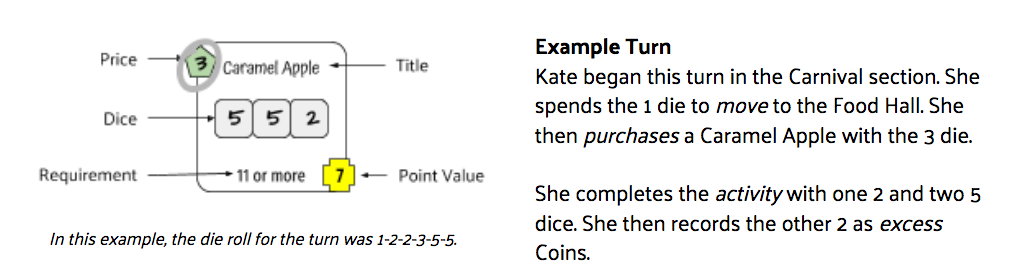 Price
3
Caramel Apple
Title
Dice
5 5 2
Requirement
11 or more
7
Point Value
In this example, the die roll for the turn was 1-2-2-3-5-5.
Example Turn
Kate began this turn in the Carnival section. She
spends the 1 die to move to the Food Hall. She
then purchases a Caramel Apple with the 3 die.
She completes the activity with one 2 and two 5
dice. She then records the other 2 as excess
Coins.